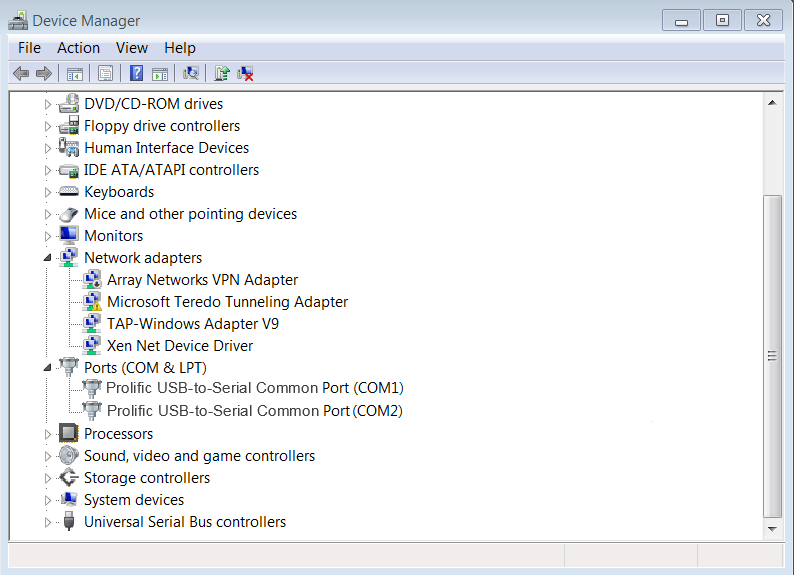 Device Manager
File Action View Help
DVD/CD-ROM drives
Floppy drive controllers
Human Interface Devices
IDE ATA/ATAPI controllers
Keyboards
Mice and other pointing devices
Monitors
Network adapters
Array Networks VPN Adapter
Microsoft Teredo Tunneling Adapter
TAP-Windows Adapter V9
Xen Net Device Driver
Ports (COM & LPT)
Prolific USB-to-Serial Common Port (COM1)
Prolific USB-to-Serial Common Port (COM2)
Processors
Sound, video and game controllers
Storage controllers
System devices
Universal Serial Bus controllers